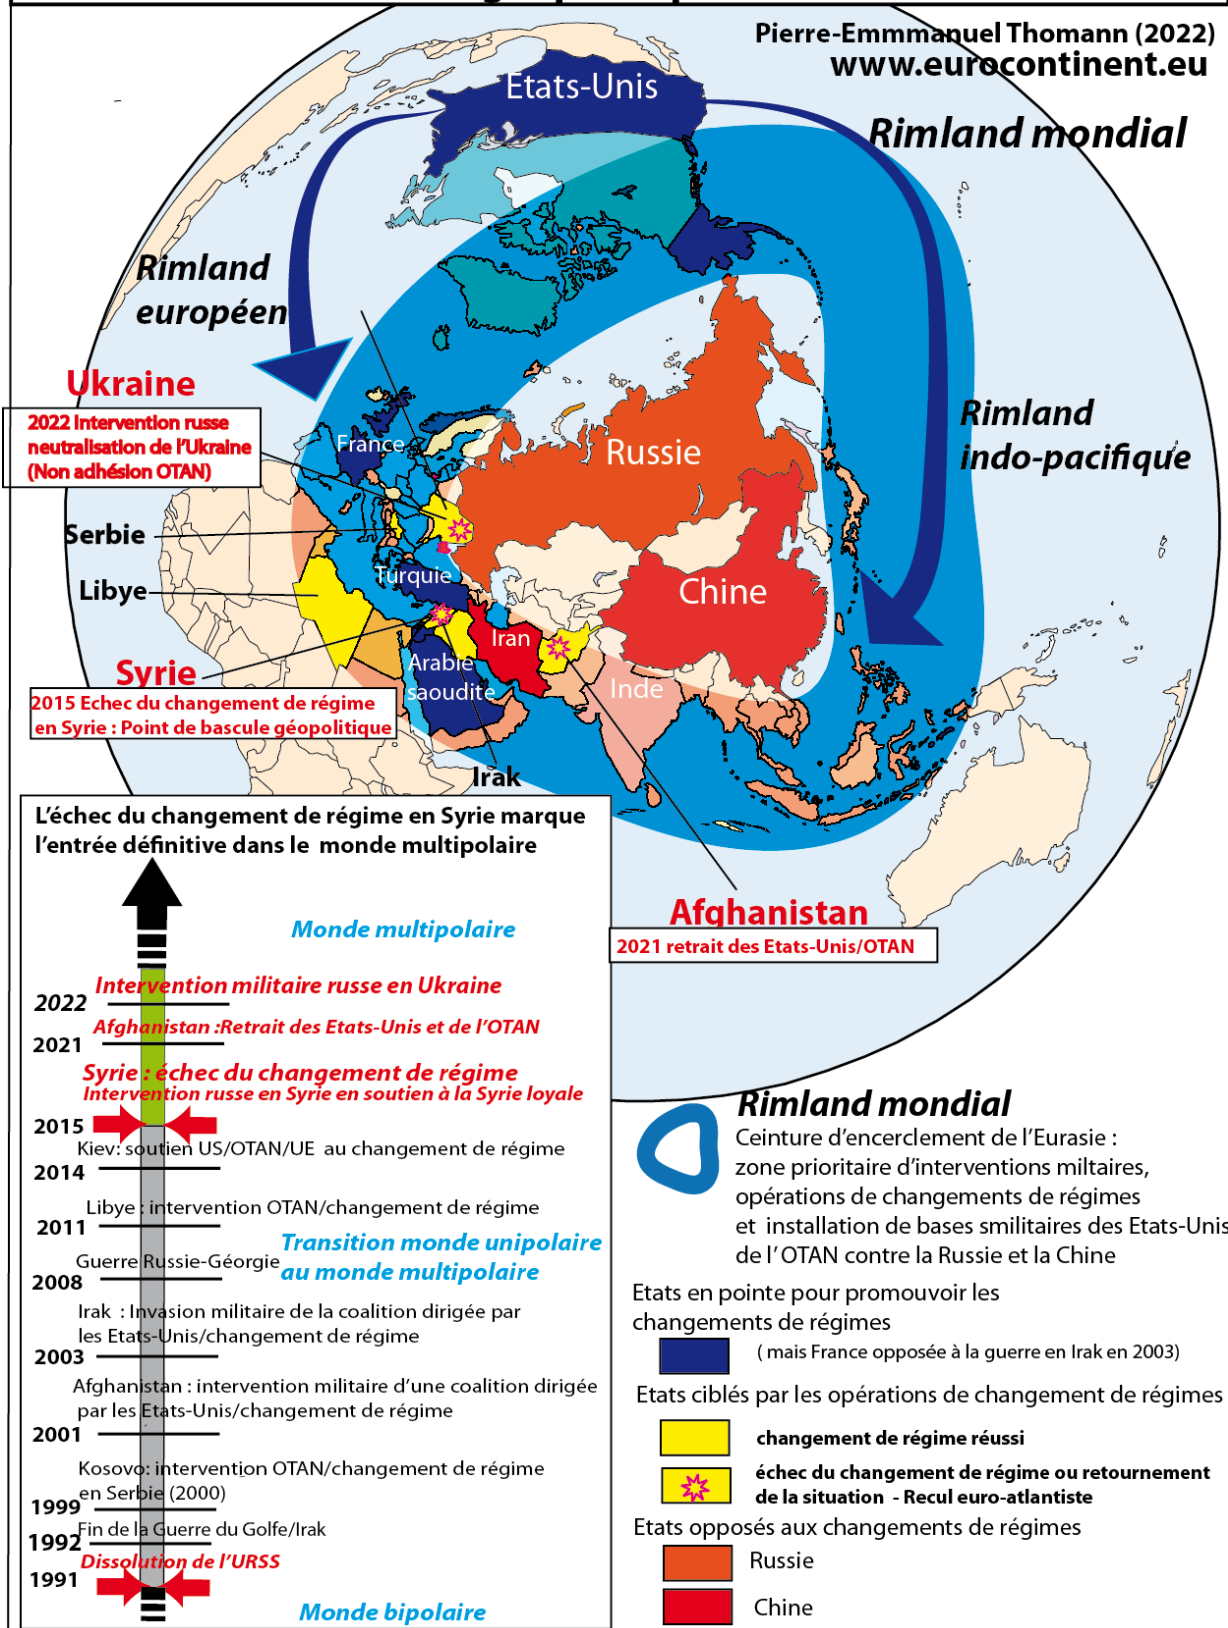 Pierre-Emmmanuel Thomann (2022)
www.eurocontinent.eu
Etats-Unis
Rimland mondial
Rimland
européen
Ukraine
2022 Intervention russe
neutralisation de l'Ukraine
(Non adhésion OTAN)
France
Russie
Rimland
indo-pacifique
Serbie
Turquie
Libye
Chine
Iran
Syrie
Arabie
saoudite
Inde
2015 Echec du changement de régime
en Syrie : Point de bascule géopolitique
Irak
Afghanistan
2021 retrait des Etats-Unis/OTAN
L'échec du changement de régime en Syrie marque
l'entrée définitive dans le monde multipolaire
Monde multipolaire
Intervention militaire russe en Ukraine
2022
Afghanistan :Retrait des Etats-Unis et de l'OTAN
2021
Syrie : échec du changement de régime
Intervention russe en Syrie en soutien à la Syrie loyale
2015
Kiev: soutien US/OTAN/UE au changement de régime
2014
Libye : intervention OTAN/changement de régime
2011
Transition monde unipolaire
au monde multipolaire
Guerre Russie-Géorgie
2008
Irak : Invasion militaire de la coalition dirigée par
les Etats-Unis/changement de régime
2003
Afghanistan : intervention militaire d'une coalition dirigée
par les Etats-Unis/changement de régime
2001
Kosovo: intervention OTAN/changement de régime
en Serbie (2000)
1999
Fin de la Guerre du Golfe/Irak
1992
Dissolution de l'URSS
1991
Monde bipolaire
Rimland mondial
Ceinture d'encerclement de l'Eurasie :
zone prioritaire d'interventions miltaires,
opérations de changements de régimes
et installation de bases smilitaires des Etats-Unis
de l'OTAN contre la Russie et la Chine
Etats en pointe pour promouvoir les
changements de régimes
( mais France opposée à la guerre en Irak en 2003)
Etats ciblés par les opérations de changement de régimes
changement de régime réussi
échec du changement de régime ou retournement
de la situation - Recul euro-atlantiste
Etats opposés aux changements de régimes
Russie
Chine